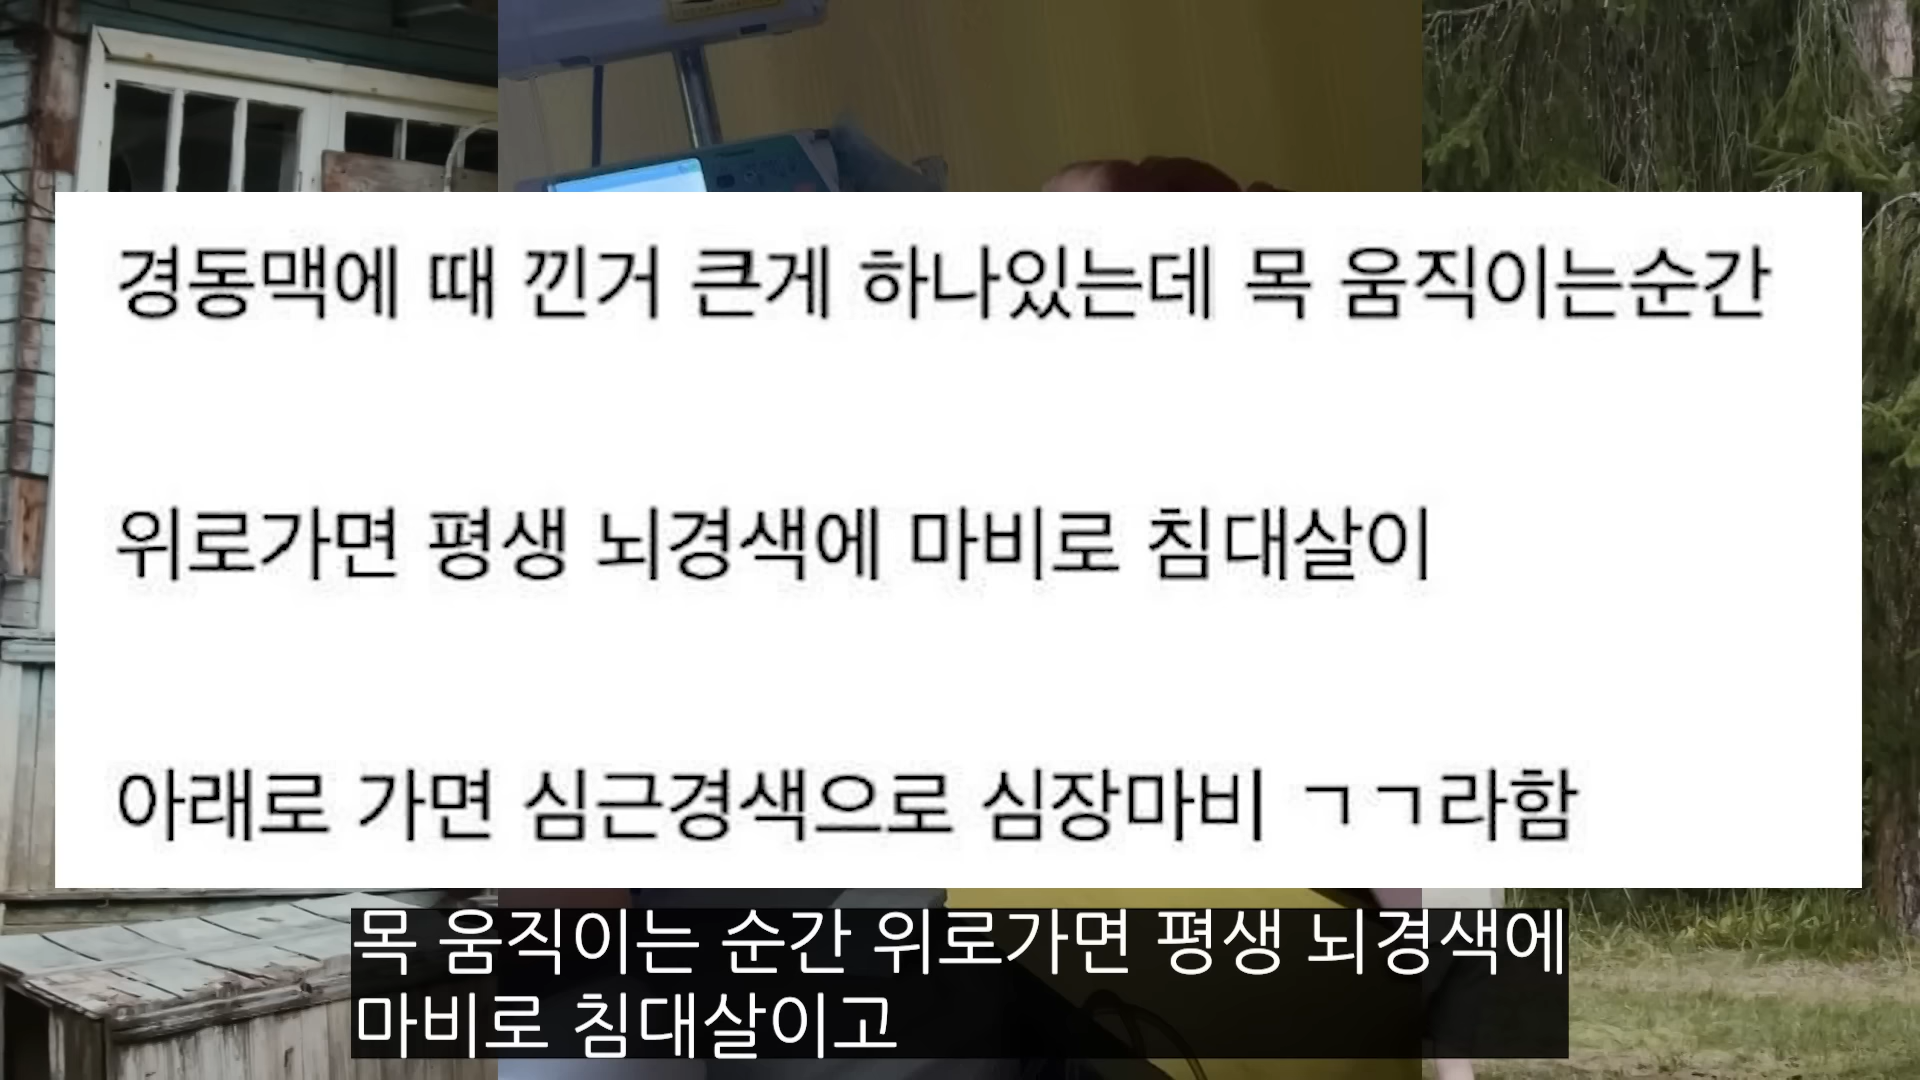 경동맥에 때 낀거 큰게 하나있는데 목 움직이는순간
위로가면 평생 뇌경색에 마비로 침대살이
아래로 가면 심근경색으로 심장마비 ㄱㄱ라함
목 움직이는 순간 위로가면 평생 뇌경색에
마비로 침대살이고